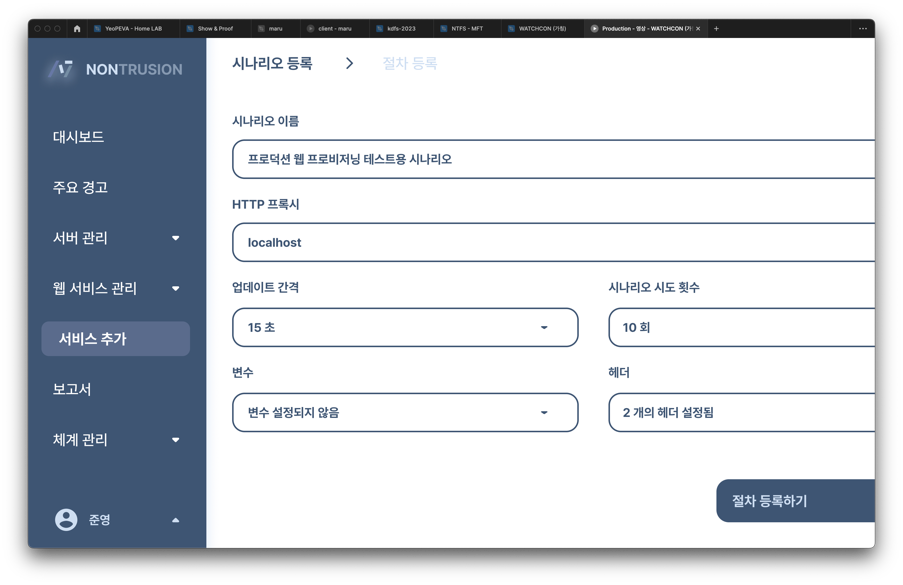 YeoPEVA - Home LAB
Show & Proof
maru
client - maru
kdfs-2023
NTFS - MFT
WATCHCON (가칭)
Production - 영상 - WATCHCON (가
NONTRUSION
시나리오 등록
절차 등록
대시보드
주요 경고
서버 관리
웹 서비스 관리
서비스 추가
보고서
체계 관리
준영
시나리오 이름
프로덕션 웹 프로비저닝 테스트용 시나리오
HTTP 프록시
localhost
업데이트 간격
시나리오 시도 횟수
15 초
10 회
변수
헤더
변수 설정되지 않음
2 개의 헤더 설정됨
절차 등록하기